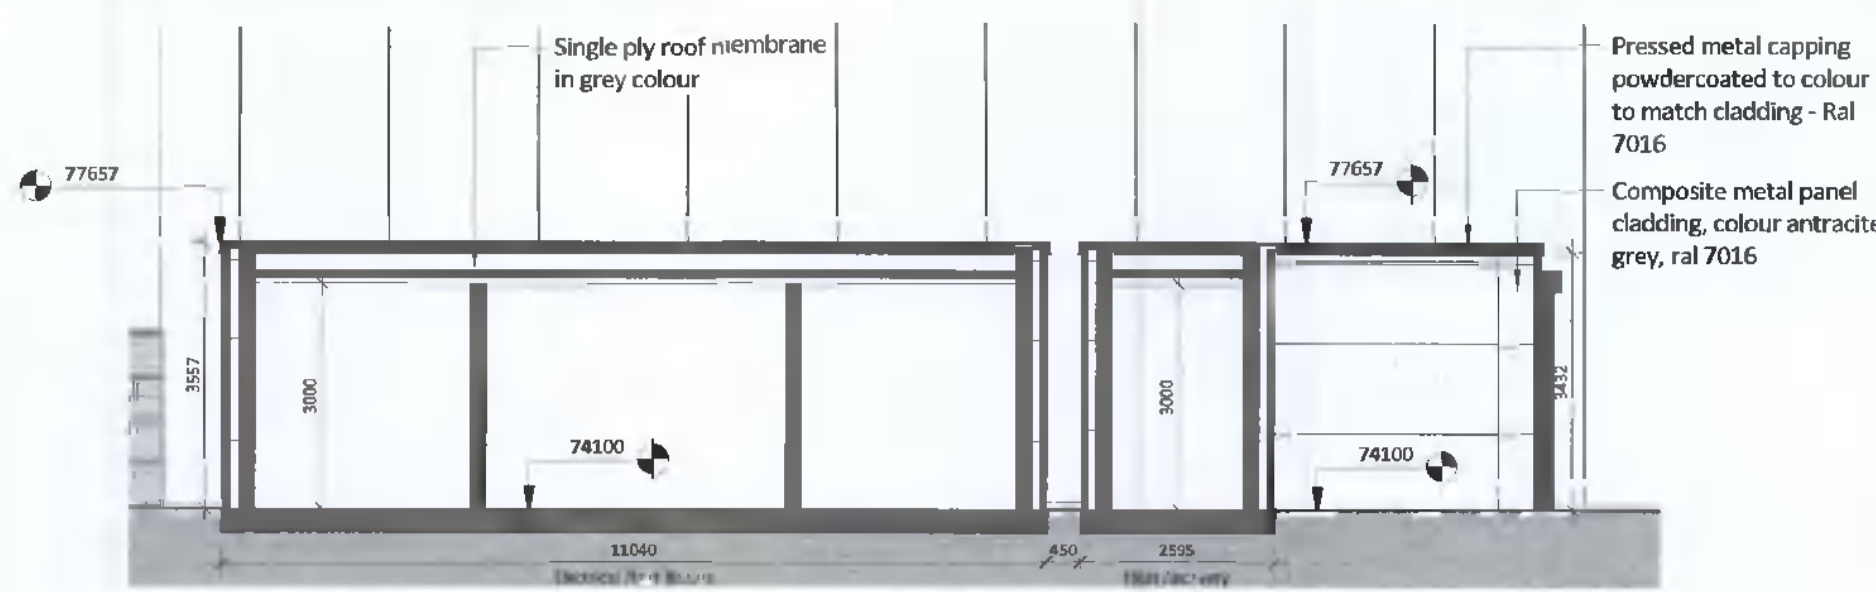 Single ply roof membrane
in grey colour
Pressed metal capping
powdercoated to colour
to match cladding - Ral
7016
Composite metal panel
cladding, colour antracite
grey, ral 7016
77657
77657
3557
3000
74100
3000
74100
3432
11040
450
2595